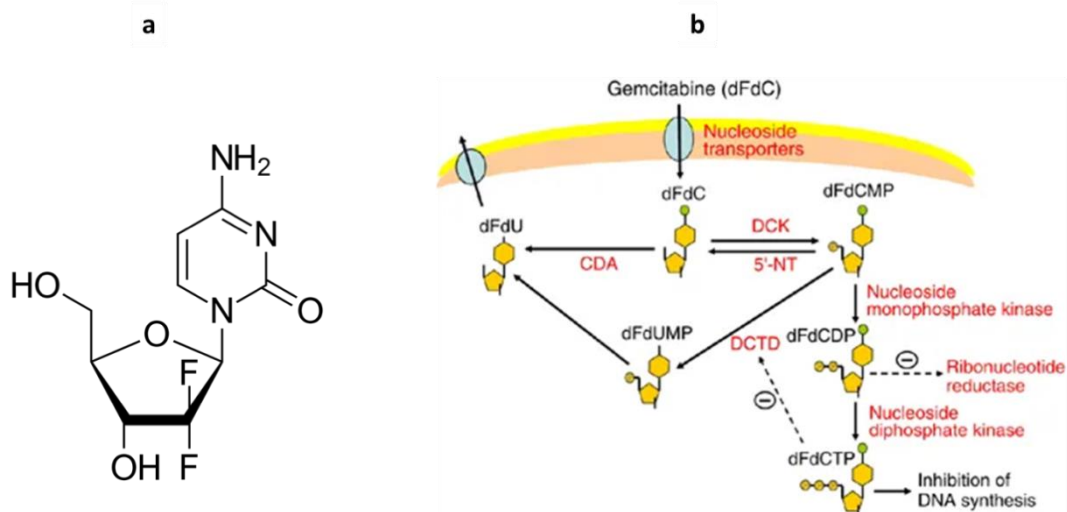 a
b
NH2
N
HO
N
O
O
F
OH
F
Gemcitabine (dFdC)
Nucleoside
transporters
dFdC
dFdCMP
dFdU
DCK
CDA
5'-NT
Nucleoside
monophospate kinase
dFdUMP
DCTD
dFdCDP
Ribonucleotide
reductase
Nucleoside
diphosphate kinase
dFdCTP
Inhibition of
DNA synthesis